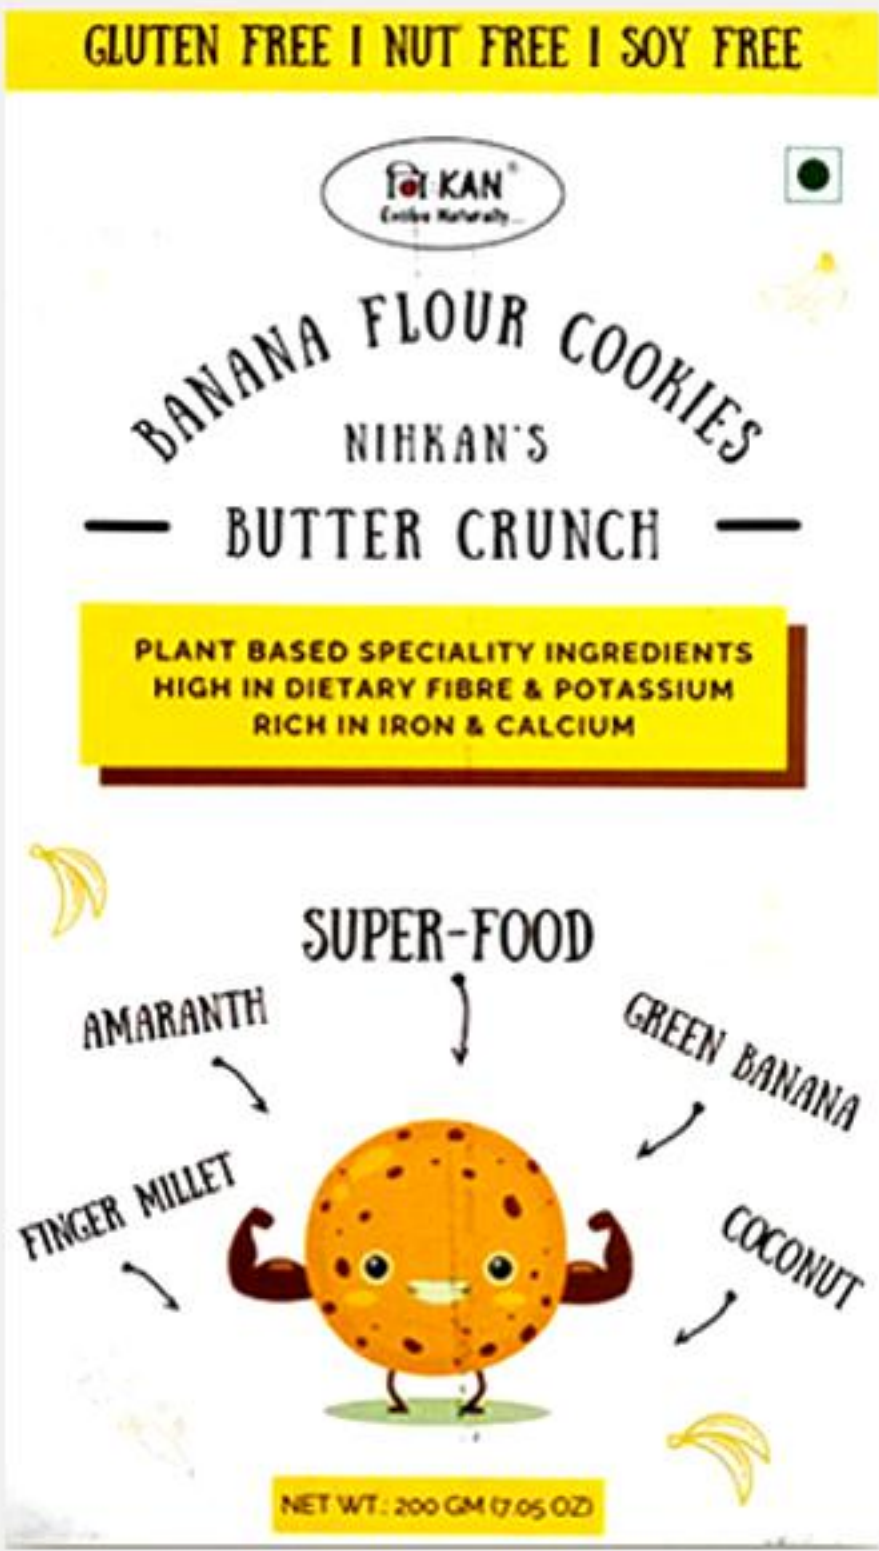 GLUTEN FREE | NUT FREE | SOY FREE
KAN®
Naturally...
BANANA FLOUR COOKIES
NIHKAN'S
BUTTER CRUNCH
PLANT BASED SPECIALITY INGREDIENTS
HIGH IN DIETARY FIBRE & POTASSIUM
RICH IN IRON & CALCIUM
SUPER-FOOD
AMARANTH
GREEN BANANA
FINGER MILLET
COCONUT
NET WT.: 200 GM (7.05 OZ)